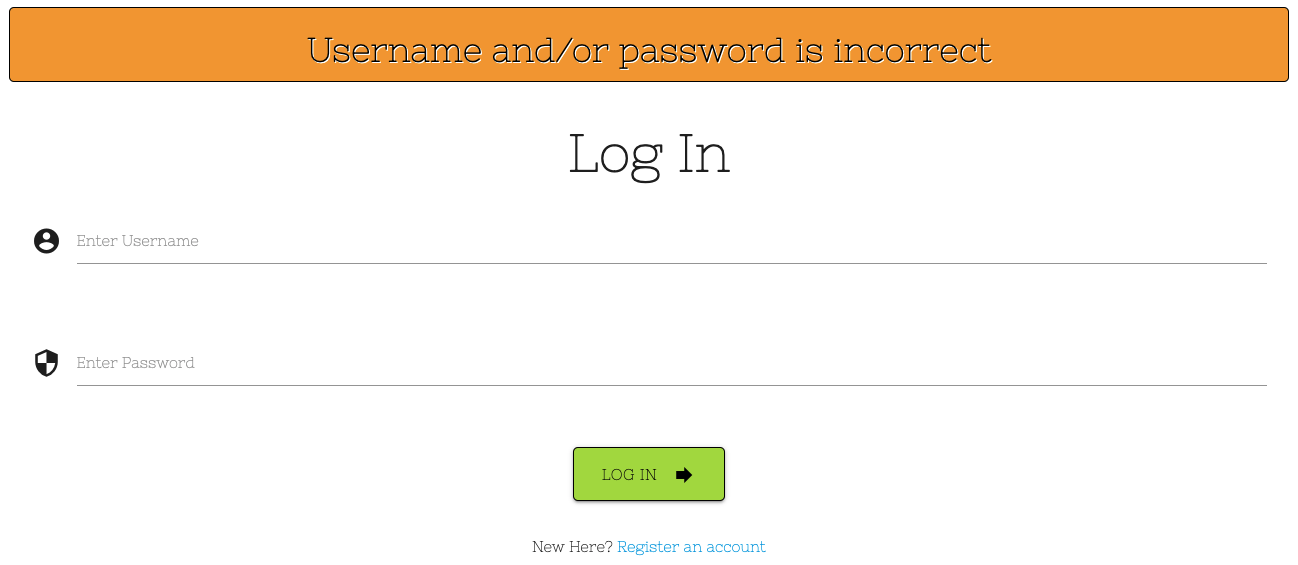 Username and/or password is incorrect
Log In
Enter Username
Enter Password
LOG IN
New Here? Register an account